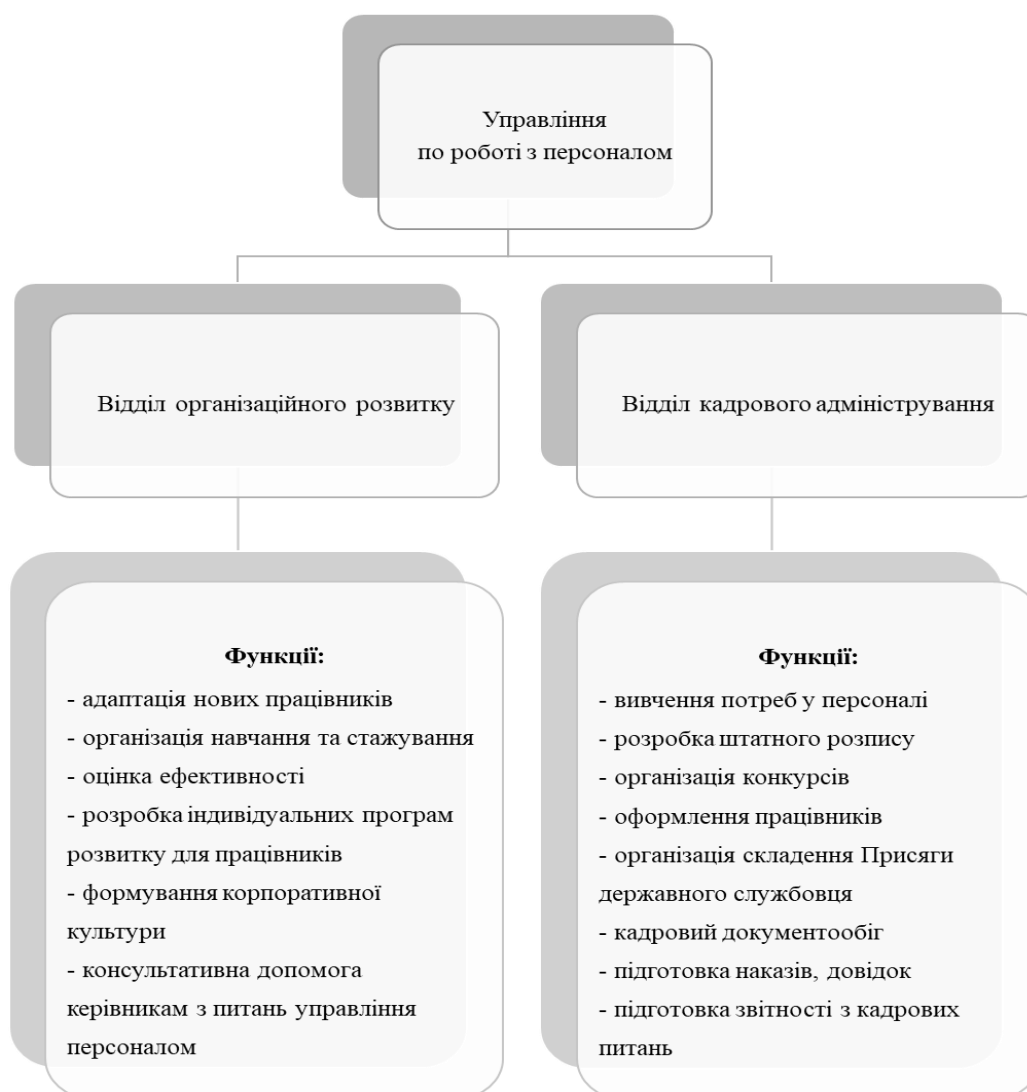 Управління
по роботі з персоналом
Відділ організаційного розвитку
Відділ кадрового адміністрування
Функції:
- адаптація нових працівників
- організація навчання та стажування
- оцінка ефективності
- розробка індивідуальних програм
розвитку для працівників
- формування корпоративної
культури
- консультативна допомога
керівникам з питань управління
персоналом
Функції:
- вивчення потреб у персоналі
- розробка штатного розпису
- організація конкурсів
- оформлення працівників
- організація складення Присяги
державного службовця
- кадровий документообіг
- підготовка наказів, довідок
- підготовка звітності з кадрових
питань